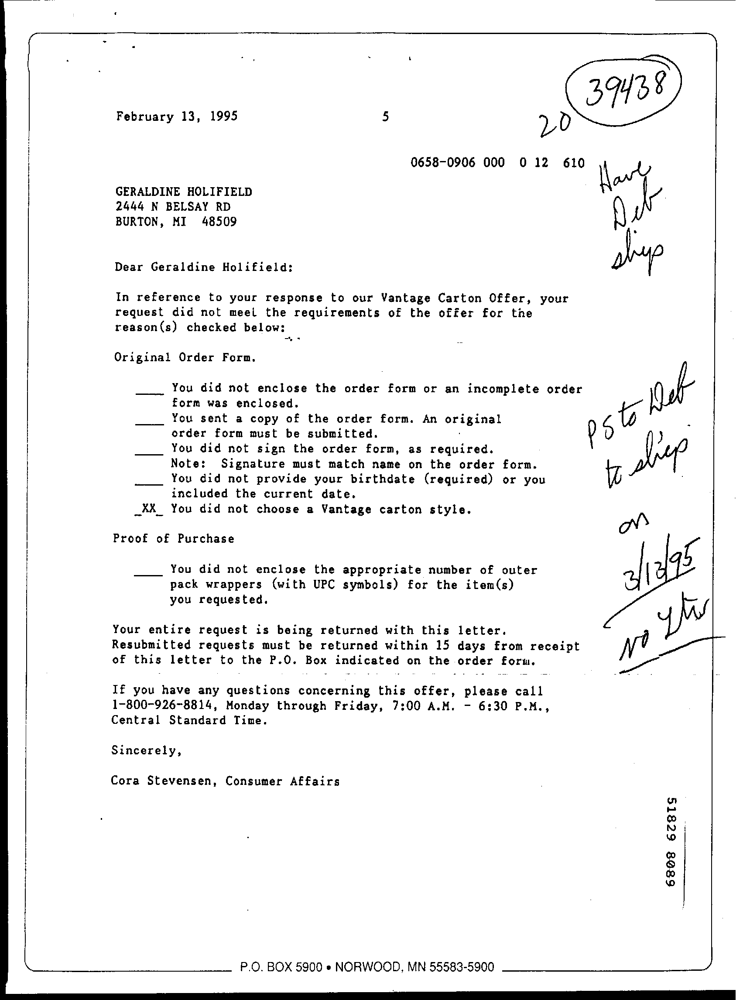 39438
20
February 13, 1995 5
0658-0906 000 0 12 610
Have
Deb
ship
GERALDINE HOLIFIELD
2444 N BELSAY RD
BURTON, MI 48509
Dear Geraldine Holifield:
In reference to your response to our Vantage Carton Offer, your
request did not meet the requirements of the offer for the
reason(s) checked below:
Original Order Form.
____ You did not enclose the order form or an incomplete order
form was enclosed.
____ You sent a copy of the order form. An original
order form must be submitted.
____ You did not sign the order form, as required.
Note: Signature must match name on the order form.
____ You did not provide your birthdate (required) or you
included the current date.
_XX_ You did not choose a Vantage carton style.
PS to Deb
to ship
on
3/13/95
No Ltr
Proof of Purchase
____ You did not enclose the appropriate number of outer
pack wrappers (with UPC symbols) for the item(s)
you requested.
Your entire request is being returned with this letter.
Resubmitted requests must be returned within 15 days from receipt
of this letter to the P.O. Box indicated on the order form.
If you have any questions concerning this offer, please call
1-800-926-8814, Monday through Friday, 7:00 A.M. - 6:30 P.M.,
Central Standard Time.
Sincerely,
Cora Stevensen, Consumer Affairs
51829 8089
P.O. BOX 5900 • NORWOOD, MN 55583-5900